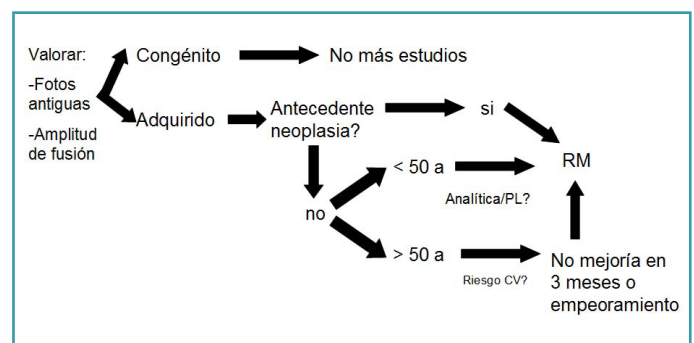 Valorar:
-Fotos
antiguas
-Amplitud
de fusión
Congénito
No más estudios
Adquirido
Antecedente
neoplasia?
si
RM
no
< 50 a
Analítica/PL?
> 50 a
Riesgo CV?
No mejoría en
3 meses o
empeoramiento